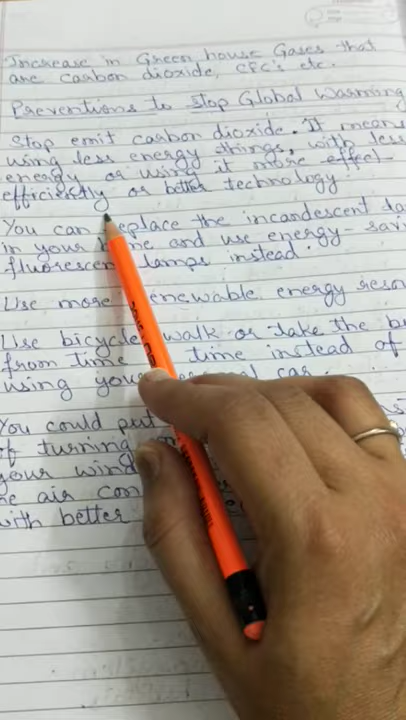 Increase in Green house Gases that
are carbon dioxide, CFC's etc.
Preventions to Stop Global Warming
Stop emit carbon dioxide. It means
using less energy things, with less
energy or using it more effect-
efficiently or better technology
You can replace the incandescent
in your and use energy-
fluorescent lamps instead.
Use more renewable energy
Use bicycle, walk or take the
from time time instead of
using your car.
You could put
of turning
your
air
with better